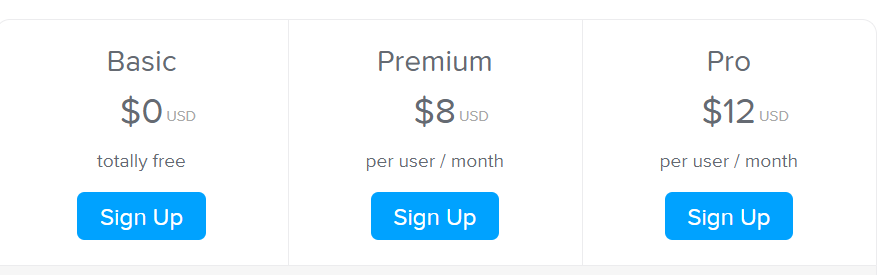 Basic
$0 USD
totally free
Sign Up
Premium
$8 USD
per user / month
Sign Up
Pro
$12 USD
per user / month
Sign Up